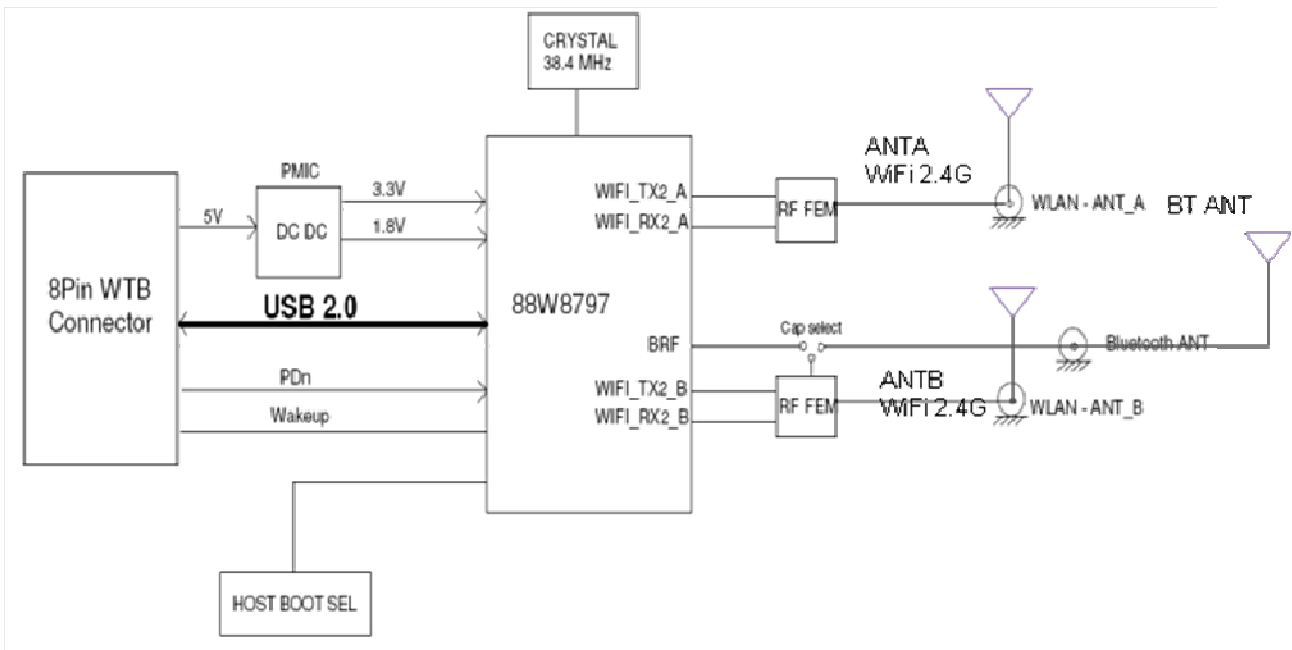 CRYSTAL
38.4 MHz
ANTA
WiFi 2.4G
PMIC
3.3V
WIFI_TX2_A
5V
DC DC
RF FEM
WLAN - ANT_A
BT ANT
1.8V
WIFI_RX2_A
8Pin WTB
Connector
USB 2.0
88W8797
Cap select
BRF
Bluetooth ANT
PDn
WIFI_TX2_B
ANTB
WiFi 2.4G
Wakeup
WIFI_RX2_B
RF FEM
WLAN - ANT_B
HOST BOOT SEL